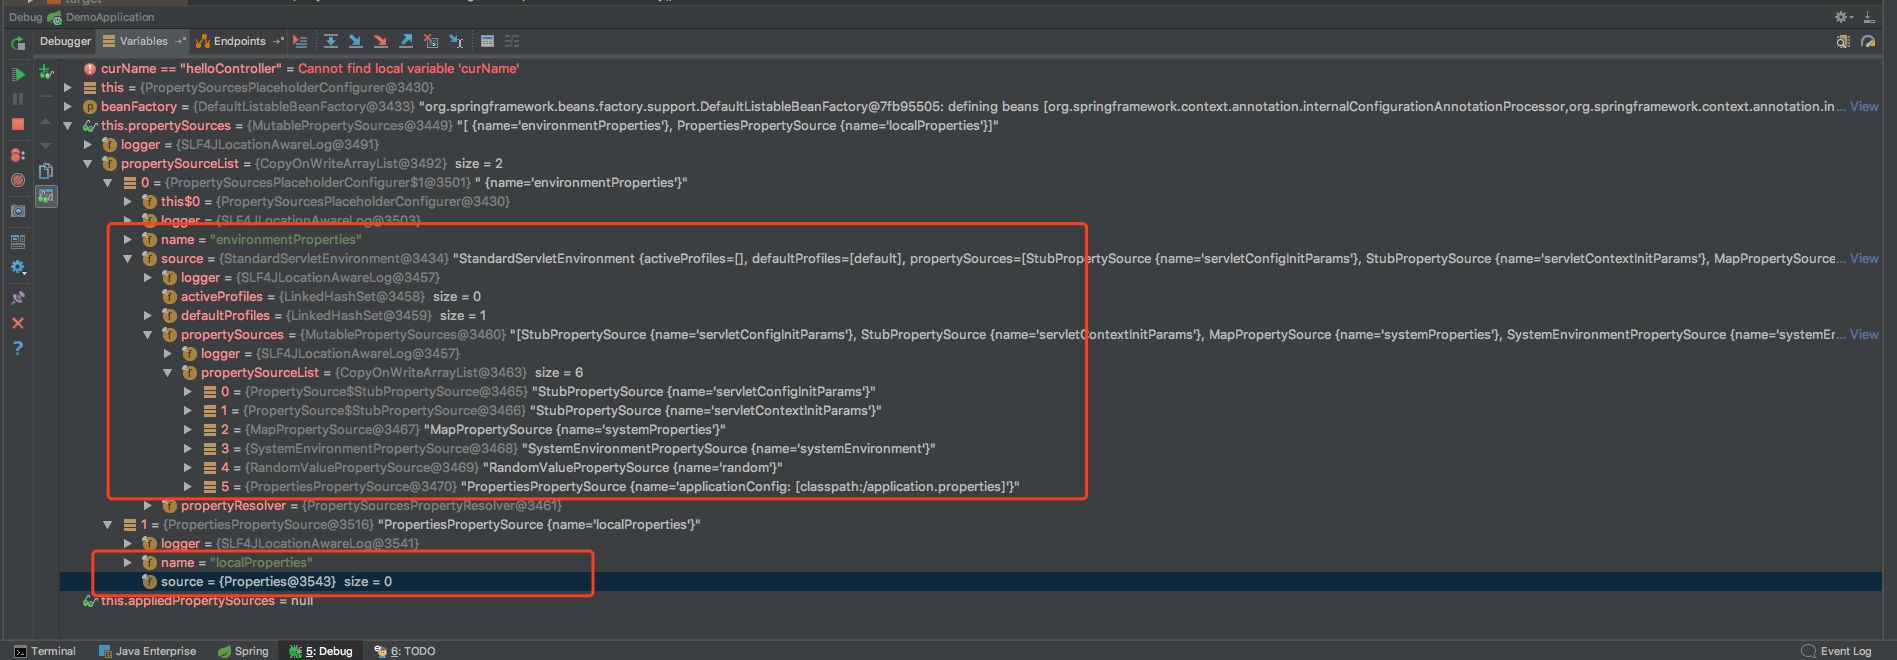 target
Debug DemoApplication
Debugger Variables Endpoints
curName == "helloController" = Cannot find local variable 'curName'
this = {PropertySourcesPlaceholderConfigurer@3430}
beanFactory = {DefaultListableBeanFactory@3433} "org.springframework.beans.factory.support.DefaultListableBeanFactory@7fb95505: defining beans [org.springframework.context.annotation.internalConfigurationAnnotationProcessor,org.springframework.context.annotation.in... View
this.propertySources = {MutablePropertySources@3449} "[ {name='environmentProperties'}, PropertiesPropertySource {name='localProperties'}]"
logger = {SLF4JLocationAwareLog@3491}
propertySourceList = {CopyOnWriteArrayList@3492} size = 2
0 = {PropertySourcesPlaceholderConfigurer$1@3501} " {name='environmentProperties'}"
this$0 = {PropertySourcesPlaceholderConfigurer@3430}
logger = {SLF4JLocationAwareLog@3503}
name = "environmentProperties"
source = {StandardServletEnvironment@3434} "StandardServletEnvironment {activeProfiles=[], defaultProfiles=[default], propertySources=[StubPropertySource {name='servletConfigInitParams'}, StubPropertySource {name='servletContextInitParams'}, MapPropertySource... View
logger = {SLF4JLocationAwareLog@3457}
activeProfiles = {LinkedHashSet@3458} size = 0
defaultProfiles = {LinkedHashSet@3459} size = 1
propertySources = {MutablePropertySources@3460} "[StubPropertySource {name='servletConfigInitParams'}, StubPropertySource {name='servletContextInitParams'}, MapPropertySource {name='systemProperties'}, SystemEnvironmentPropertySource {name='systemEr... View
logger = {SLF4JLocationAwareLog@3457}
propertySourceList = {CopyOnWriteArrayList@3463} size = 6
0 = {PropertySource$StubPropertySource@3465} "StubPropertySource {name='servletConfigInitParams'}"
1 = {PropertySource$StubPropertySource@3466} "StubPropertySource {name='servletContextInitParams'}"
2 = {MapPropertySource@3467} "MapPropertySource {name='systemProperties'}"
3 = {SystemEnvironmentPropertySource@3468} "SystemEnvironmentPropertySource {name='systemEnvironment'}"
4 = {RandomValuePropertySource@3469} "RandomValuePropertySource {name='random'}"
5 = {PropertiesPropertySource@3470} "PropertiesPropertySource {name='applicationConfig: [classpath:/application.properties]'}"
propertyResolver = {PropertySourcesPropertyResolver@3461}
1 = {PropertiesPropertySource@3516} "PropertiesPropertySource {name='localProperties'}"
logger = {SLF4JLocationAwareLog@3541}
name = "localProperties"
source = {Properties@3543} size = 0
this.appliedPropertySources = null
Terminal Java Enterprise Spring 5: Debug 6: TODO Event Log